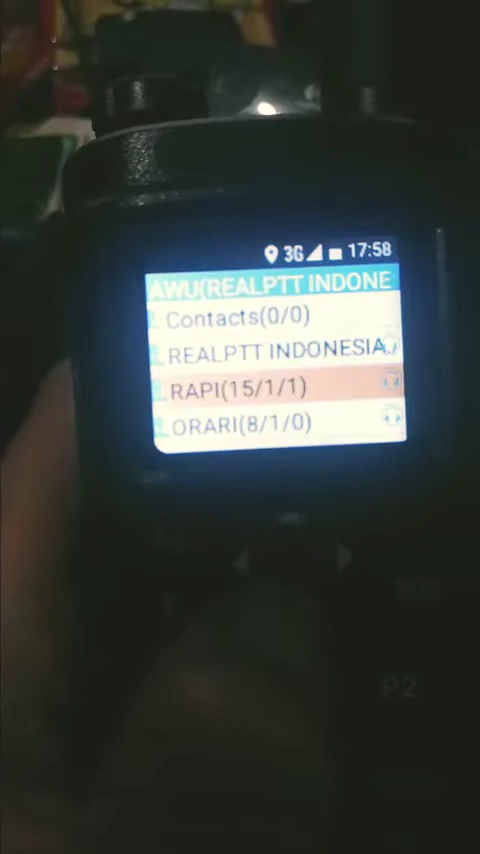 3G 17:58
AWU(REALPTT INDONE
Contacts(0/0)
REALPTT INDONESIA.
RAPI(15/1/1)
ORARI(8/1/0)
P2